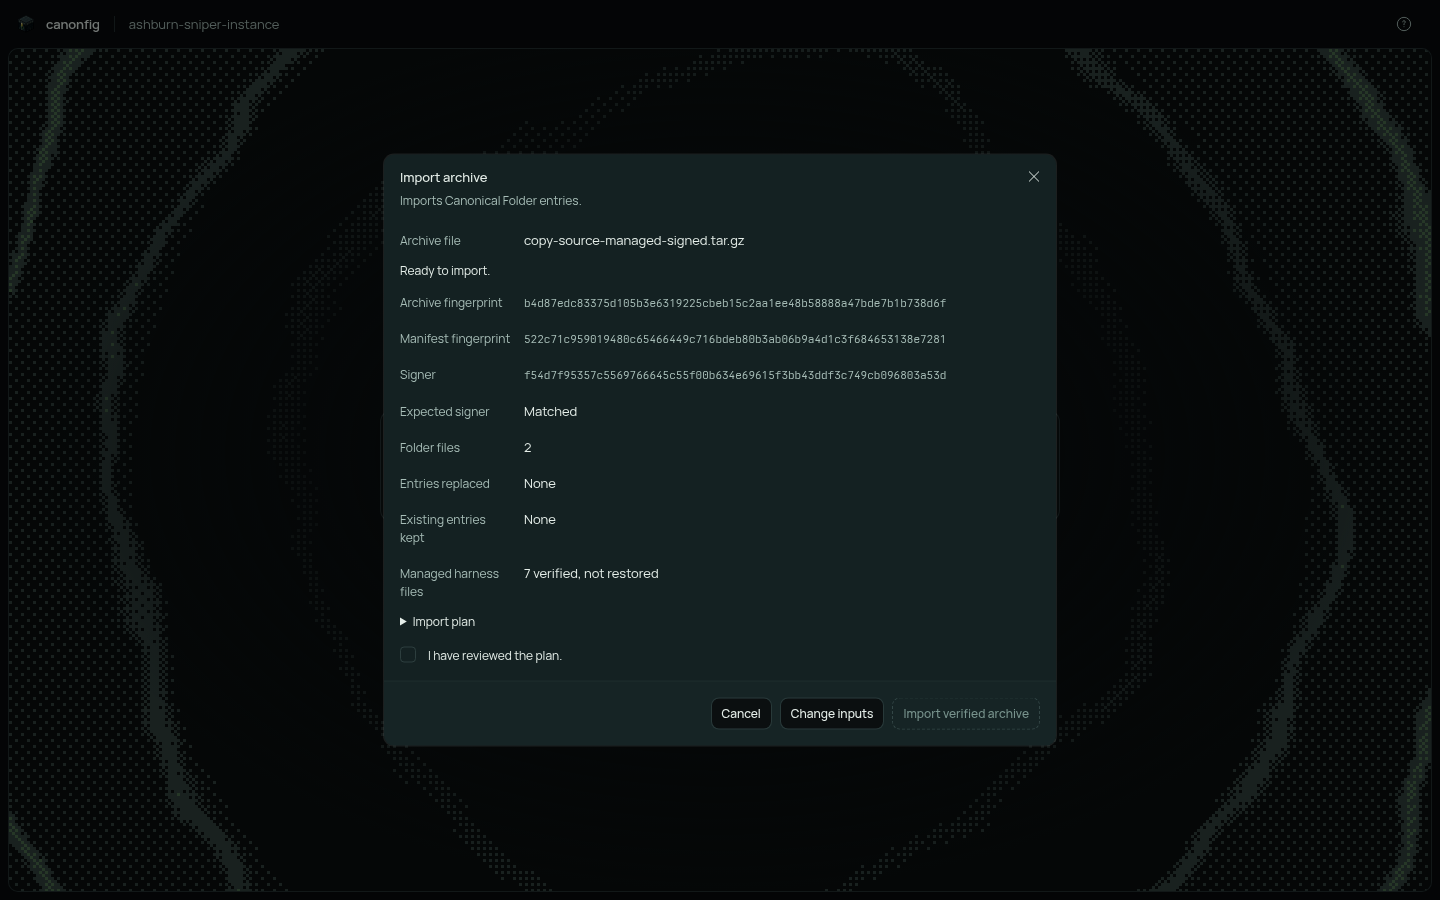 canonfig
ashburn-sniper-instance
?
Import archive
Imports Canonical Folder entries.
Archive file copy-source-managed-signed.tar.gz
Ready to import.
Archive fingerprint b4d87edc83375d105b3e6319225cbeb15c2aa1ee48b58888a47bde7b1b738d6f
Manifest fingerprint 522c71c959019480c65466449c716bdeb80b3ab06b9a4d1c3f684653138e7281
Signer f54d7f95357c5569766645c55f00b634e69615f3bb43ddf3c749cb096803a53d
Expected signer Matched
Folder files 2
Entries replaced None
Existing entries None
kept
Managed harness 7 verified, not restored
files
Import plan
I have reviewed the plan.
Cancel Change inputs Import verified archive